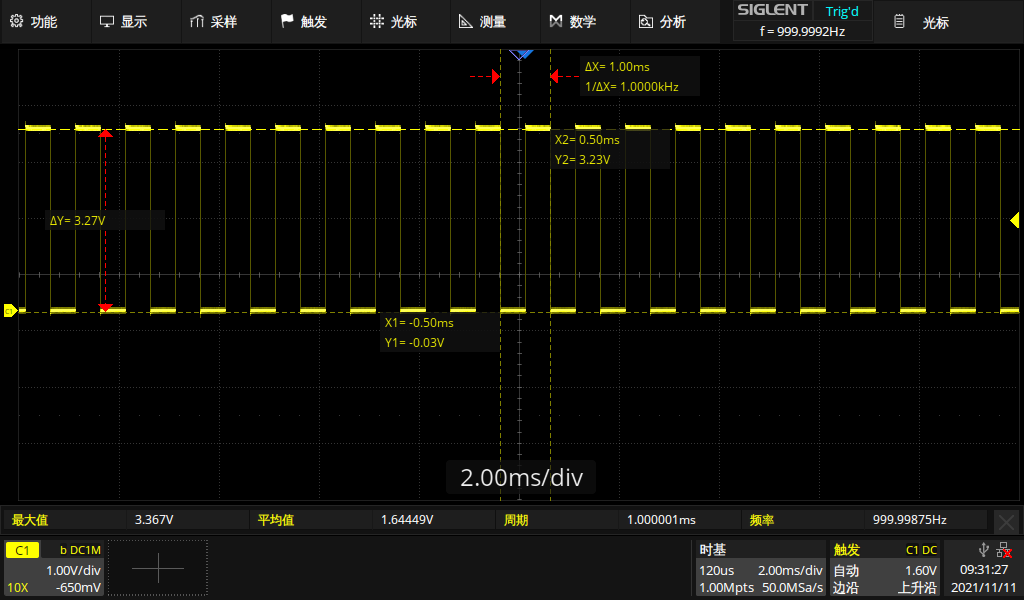 功能 显示 采样 触发 光标 测量 数学 分析 SIGLENT Trig'd 光标
f = 999.9992Hz
ΔX= 1.00ms
1/ΔX= 1.0000kHz
X2= 0.50ms
Y2= 3.23V
ΔY= 3.27V
C1
X1= -0.50ms
Y1= -0.03V
2.00ms/div
最大值 3.367V 平均值 1.64449V 周期 1.000001ms 频率 999.99875Hz
C1 b DC1M
1.00V/div
10X -650mV
时基
120us 2.00ms/div
1.00Mpts 50.0MSa/s
触发 C1 DC
自动 1.60V
边沿 上升沿
09:31:27
2021/11/11